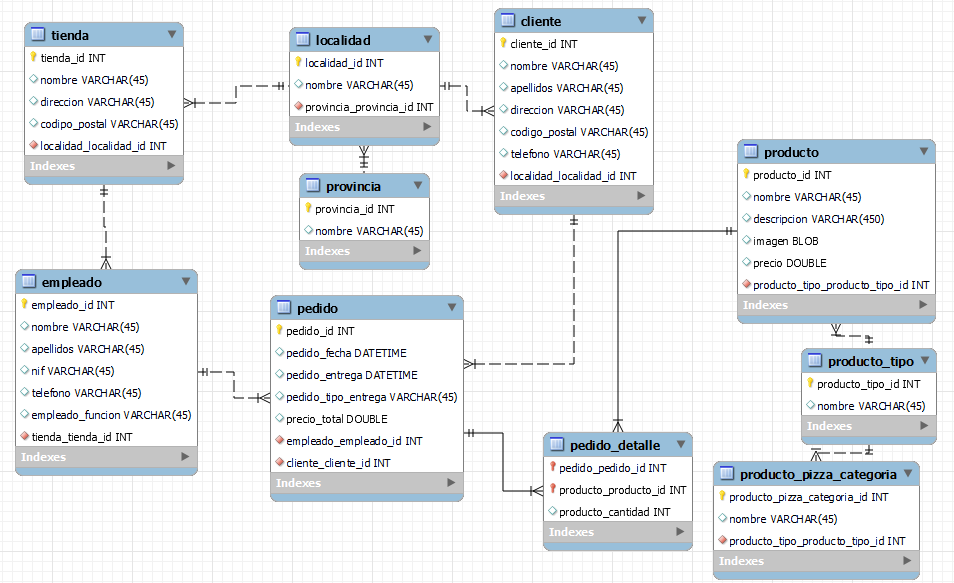 tienda
tienda_id INT
nombre VARCHAR(45)
direccion VARCHAR(45)
codipo_postal VARCHAR(45)
localidad_localidad_id INT
Indexes
localidad
localidad_id INT
nombre VARCHAR(45)
provincia_provincia_id INT
Indexes
cliente
cliente_id INT
nombre VARCHAR(45)
apellidos VARCHAR(45)
direccion VARCHAR(45)
codigo_postal VARCHAR(45)
telefono VARCHAR(45)
localidad_localidad_id INT
Indexes
provincia
provincia_id INT
nombre VARCHAR(45)
Indexes
producto
producto_id INT
nombre VARCHAR(45)
descripcion VARCHAR(450)
imagen BLOB
precio DOUBLE
producto_tipo_producto_tipo_id INT
Indexes
empleado
empleado_id INT
nombre VARCHAR(45)
apellidos VARCHAR(45)
nif VARCHAR(45)
telefono VARCHAR(45)
empleado_funcion VARCHAR(45)
tienda_tienda_id INT
Indexes
pedido
pedido_id INT
pedido_fecha DATETIME
pedido_entrega DATETIME
pedido_tipo_entrega VARCHAR(45)
precio_total DOUBLE
empleado_empleado_id INT
cliente_cliente_id INT
Indexes
producto_tipo
producto_tipo_id INT
nombre VARCHAR(45)
Indexes
pedido_detalle
pedido_pedido_id INT
producto_producto_id INT
producto_cantidad INT
Indexes
producto_pizza_categoria
producto_pizza_categoria_id INT
nombre VARCHAR(45)
producto_tipo_producto_tipo_id INT
Indexes